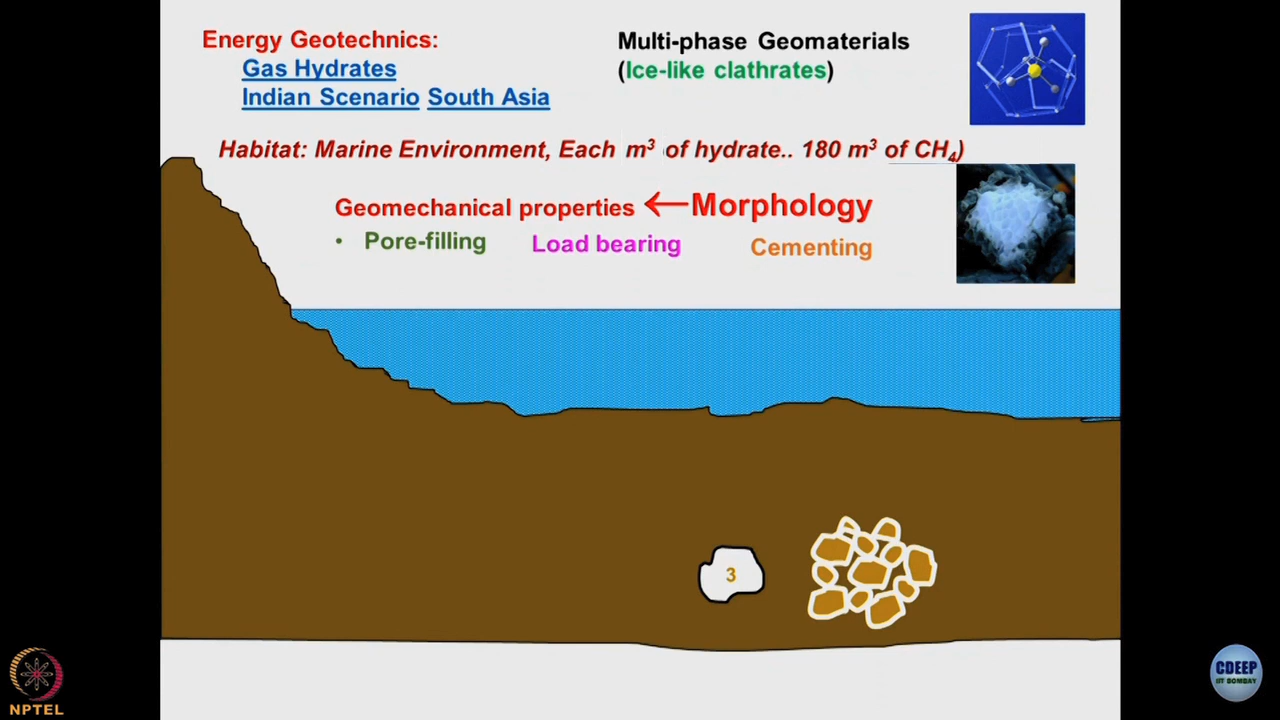 Energy Geotechnics:
Gas Hydrates
Indian Scenario South Asia
Multi-phase Geomaterials
(Ice-like clathrates)
Habitat: Marine Environment, Each m³ of hydrate.. 180 m³ of CH₄)
Geomechanical properties ←Morphology
• Pore-filling Load bearing Cementing
3
NPTEL
CDEEP
IIT BOMBAY